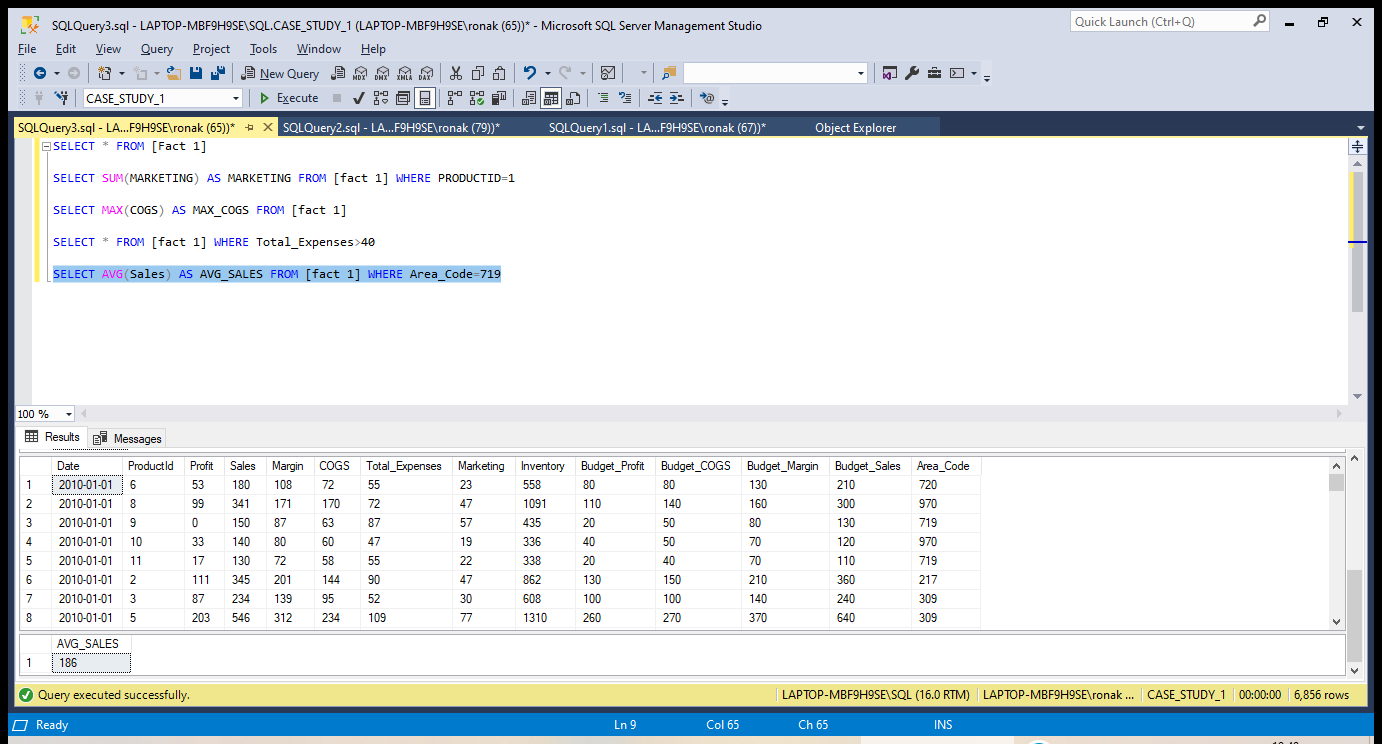 SQLQuery3.sql - LAPTOP-MBF9H9SE\SQL.CASE_STUDY_1 (LAPTOP-MBF9H9SE\ronak (65))* - Microsoft SQL Server Management Studio
Quick Launch (Ctrl+Q)
File Edit View Query Project Tools Window Help
New Query MDX DMX XMLA DAX
CASE_STUDY_1 Execute
SQLQuery3.sql - LA...F9H9SE\ronak (65))* SQLQuery2.sql - LA...F9H9SE\ronak (79))* SQLQuery1.sql - LA...F9H9SE\ronak (67))* Object Explorer
SELECT * FROM [Fact 1]
SELECT SUM(MARKETING) AS MARKETING FROM [fact 1] WHERE PRODUCTID=1
SELECT MAX(COGS) AS MAX_COGS FROM [fact 1]
SELECT * FROM [fact 1] WHERE Total_Expenses>40
SELECT AVG(Sales) AS AVG_SALES FROM [fact 1] WHERE Area_Code=719
100 %
Results Messages
Date ProductId Profit Sales Margin COGS Total_Expenses Marketing Inventory Budget_Profit Budget_COGS Budget_Margin Budget_Sales Area_Code
1 2010-01-01 6 53 180 108 72 55 23 558 80 80 130 210 720
2 2010-01-01 8 99 341 171 170 72 47 1091 110 140 160 300 970
3 2010-01-01 9 0 150 87 63 87 57 435 20 50 80 130 719
4 2010-01-01 10 33 140 80 60 47 19 336 40 50 70 120 970
5 2010-01-01 11 17 130 72 58 55 22 338 20 40 70 110 719
6 2010-01-01 2 111 345 201 144 90 47 862 130 150 210 360 217
7 2010-01-01 3 87 234 139 95 52 30 608 100 100 140 240 309
8 2010-01-01 5 203 546 312 234 109 77 1310 260 270 370 640 309
AVG_SALES
1 186
Query executed successfully. LAPTOP-MBF9H9SE\SQL (16.0 RTM) LAPTOP-MBF9H9SE\ronak ... CASE_STUDY_1 00:00:00 6,856 rows
Ready Ln 9 Col 65 Ch 65 INS